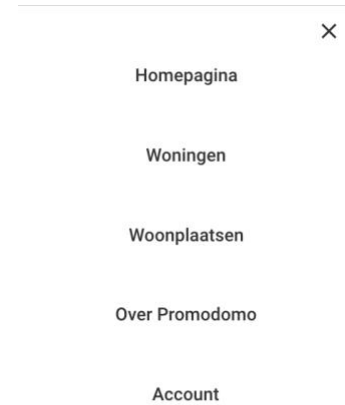 Homepagina
Woningen
Woonplaatsen
Over Promodomo
Account